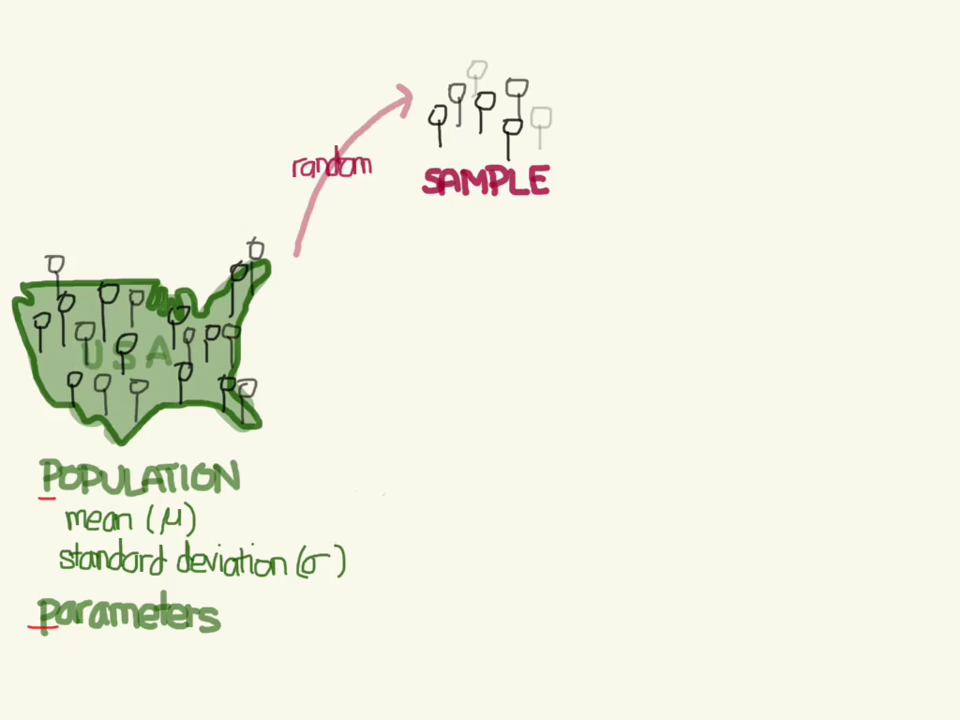 random
SAMPLE
USA
POPULATION
mean (μ)
standard deviation (σ)
Parameters